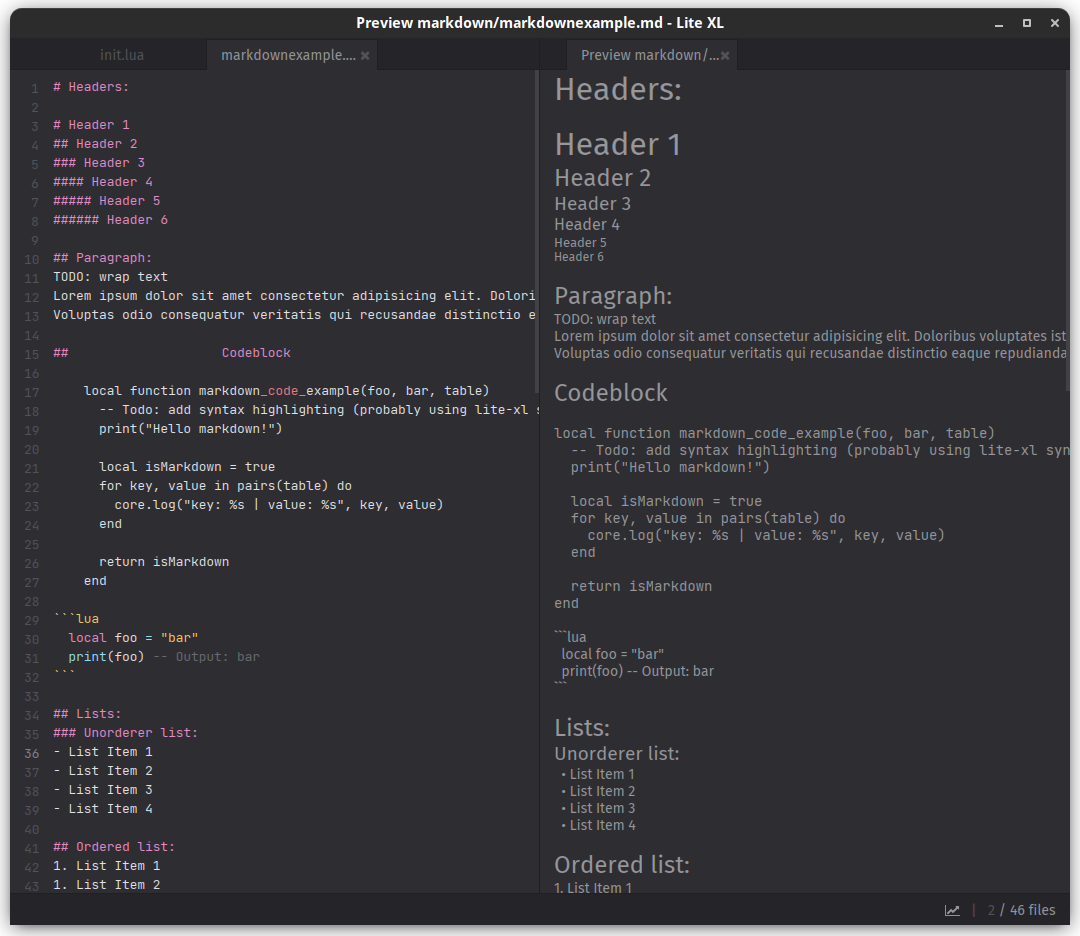 Preview markdown/markdownexample.md - Lite XL
init.lua
markdownexample....
Preview markdown/...
1 # Headers:
2
3 # Header 1
4 ## Header 2
5 ### Header 3
6 #### Header 4
7 ##### Header 5
8 ###### Header 6
9
10 ## Paragraph:
11 TODO: wrap text
12 Lorem ipsum dolor sit amet consectetur adipisicing elit. Dolori
13 Voluptas odio consequatur veritatis qui recusandae distinctio e
14
15 ##                    Codeblock
16
17     local function markdown_code_example(foo, bar, table)
18       -- Todo: add syntax highlighting (probably using lite-xl s
19       print("Hello markdown!")
20
21       local isMarkdown = true
22       for key, value in pairs(table) do
23         core.log("key: %s | value: %s", key, value)
24       end
25
26       return isMarkdown
27     end
28
29 ```lua
30   local foo = "bar"
31   print(foo) -- Output: bar
32 ```
33
34 ## Lists:
35 ### Unorderer list:
36 - List Item 1
37 - List Item 2
38 - List Item 3
39 - List Item 4
40
41 ## Ordered list:
42 1. List Item 1
43 1. List Item 2
Headers:
Header 1
Header 2
Header 3
Header 4
Header 5
Header 6
Paragraph:
TODO: wrap text
Lorem ipsum dolor sit amet consectetur adipisicing elit. Doloribus voluptates ist
Voluptas odio consequatur veritatis qui recusandae distinctio eaque repudianda
Codeblock
local function markdown_code_example(foo, bar, table)
  -- Todo: add syntax highlighting (probably using lite-xl syn
  print("Hello markdown!")
  local isMarkdown = true
  for key, value in pairs(table) do
    core.log("key: %s | value: %s", key, value)
  end
  return isMarkdown
end
```lua
  local foo = "bar"
  print(foo) -- Output: bar
```
Lists:
Unorderer list:
• List Item 1
• List Item 2
• List Item 3
• List Item 4
Ordered list:
1. List Item 1
| 2 / 46 files